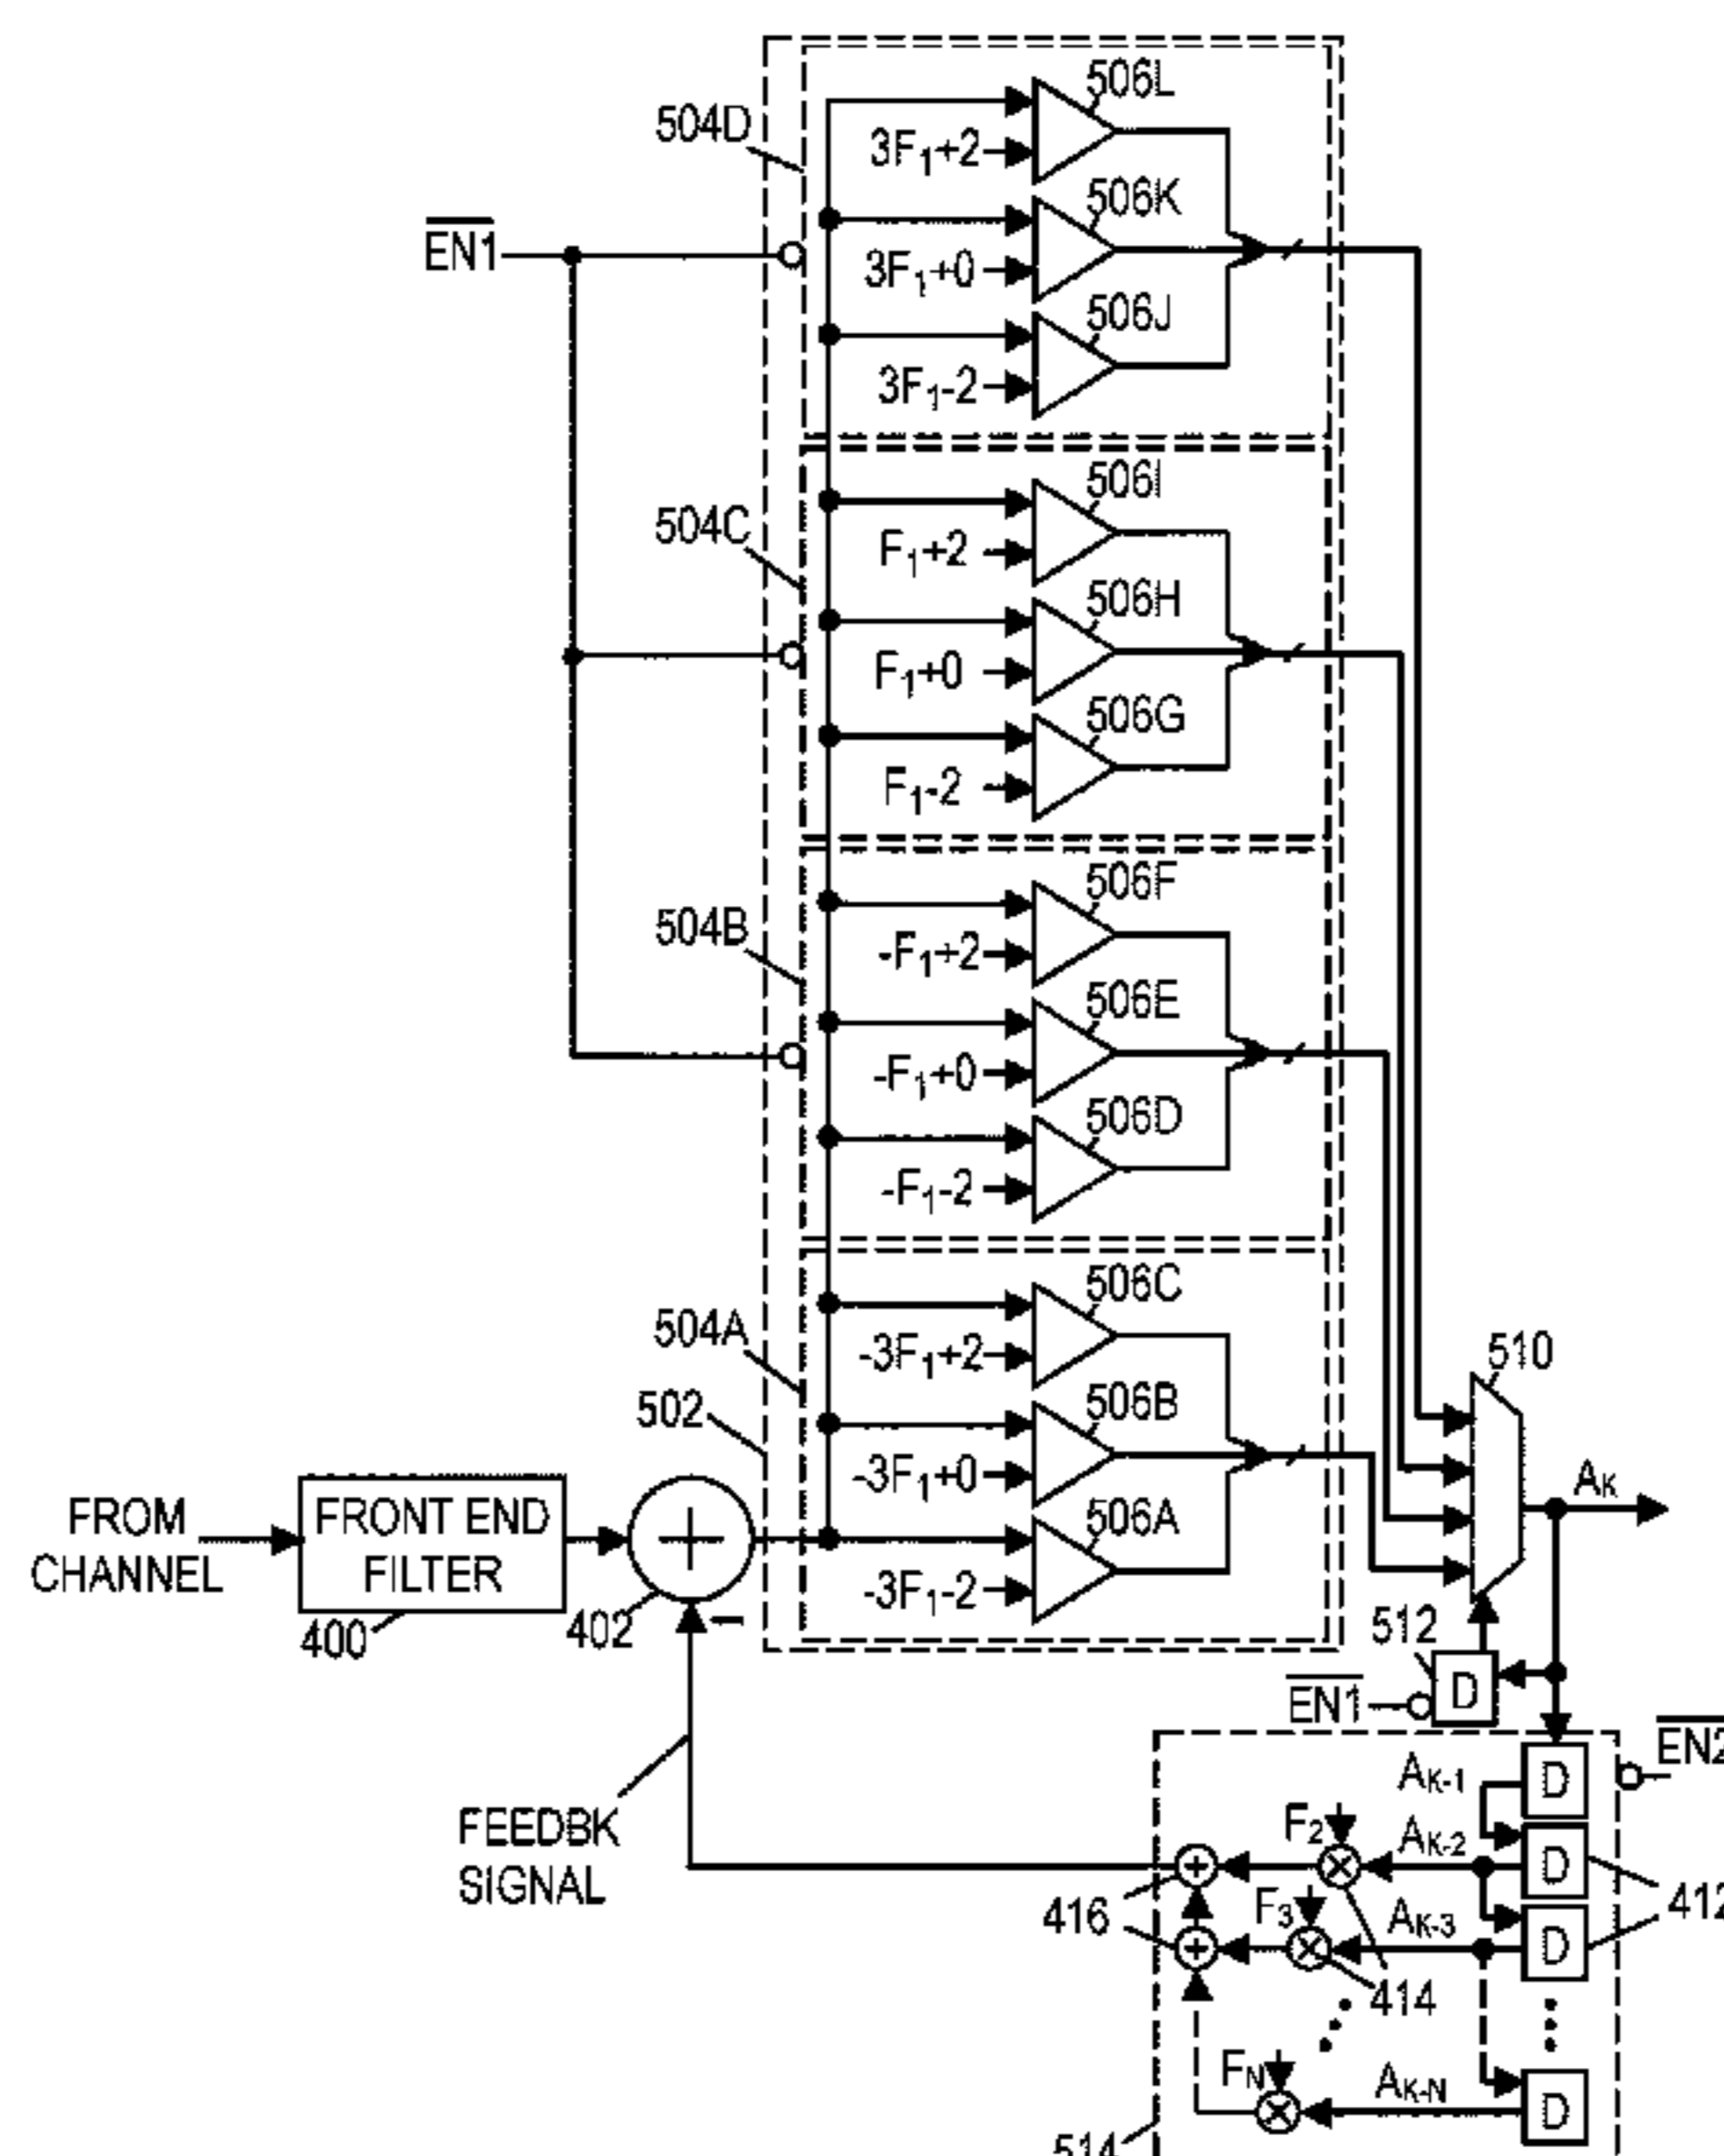 506L
504D
3F1+2
506K
EN1
3F1+0
506J
3F1-2
506I
504C
F1+2
506H
F1+0
506G
F1-2
506F
504B
-F1+2
506E
-F1+0
506D
-F1-2
506C
504A
-3F1+2
510
502
506B
-3F1+0
AK
FROM
CHANNEL
FRONT END
FILTER
506A
-3F1-2
400
402
512
EN1
D
EN2
AK-1
D
FEEDBK
SIGNAL
F2
AK-2
D
416
F3
AK-3
D
412
414
FN
AK-N
D
514